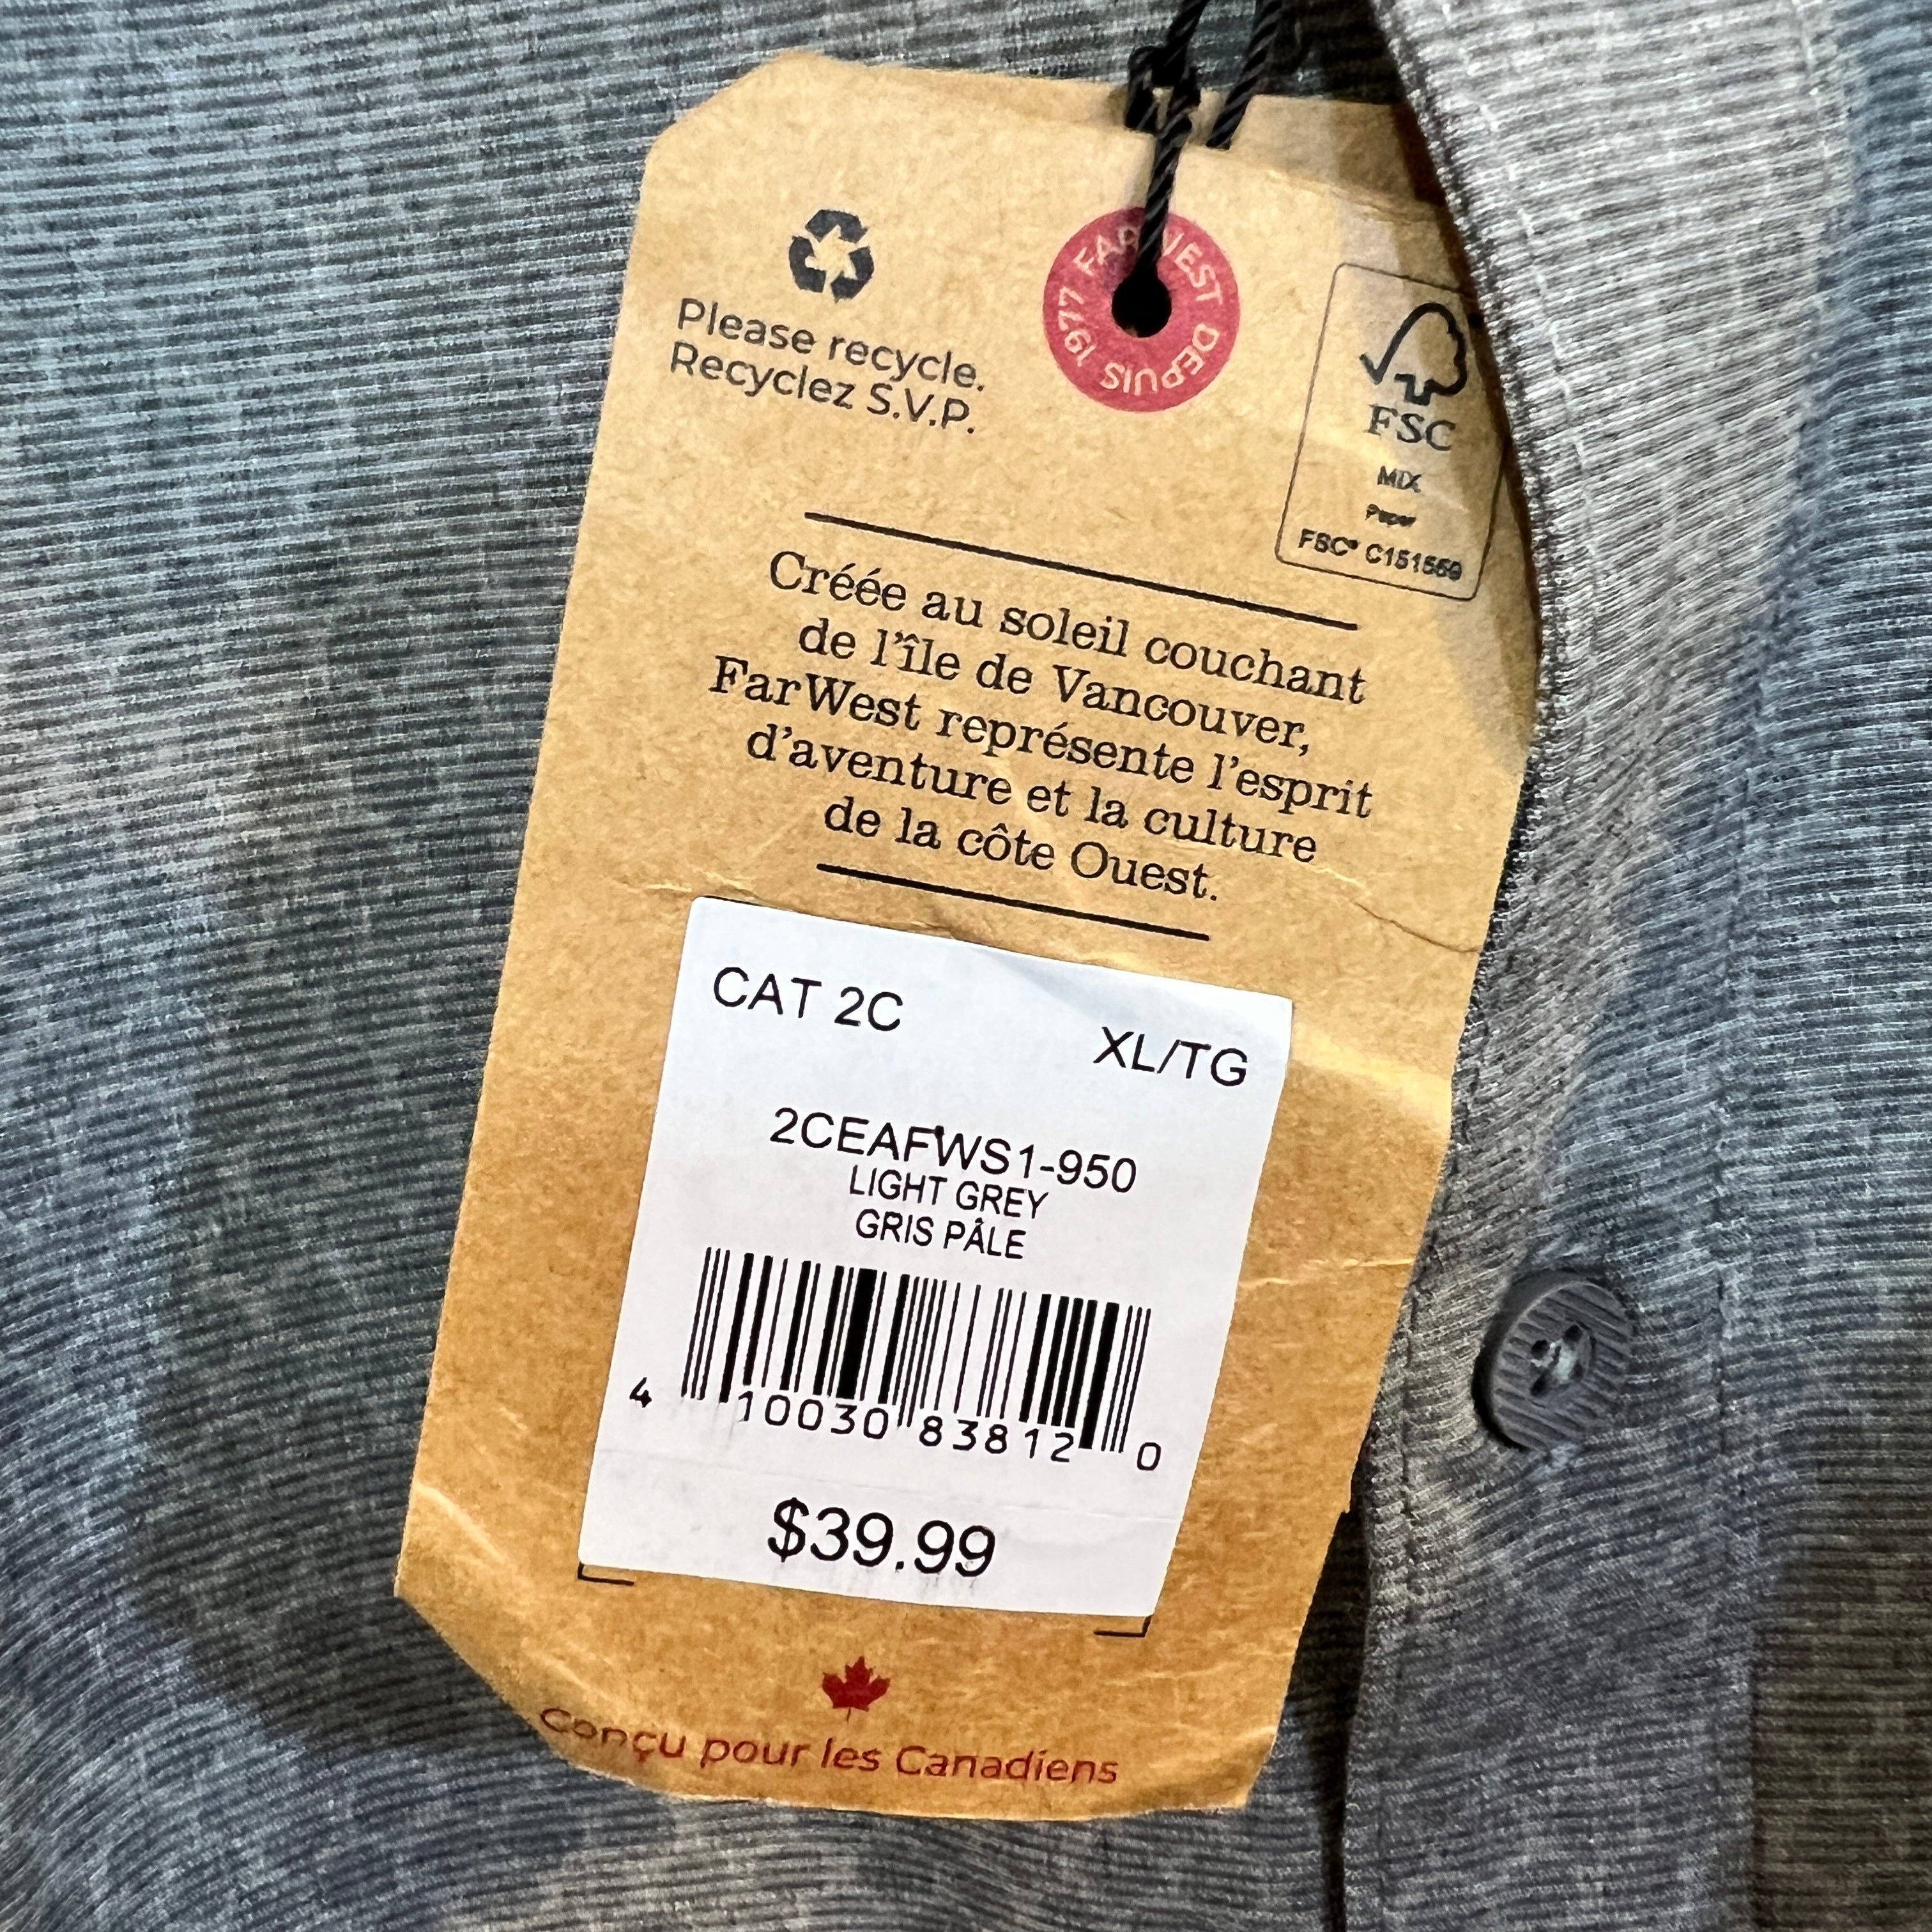 Please recycle.
Recyclez S.V.P.
FARWEST DEPUIS 1977
FSC
MIX
Paper
FSC® C151559
Créée au soleil couchant
de l'île de Vancouver,
FarWest représente l'esprit
d'aventure et la culture
de la côte Ouest.
CAT 2C
XL/TG
2CEAFWS1-950
LIGHT GREY
GRIS PÂLE
4 10030 83812 0
$39.99
Conçu pour les Canadiens